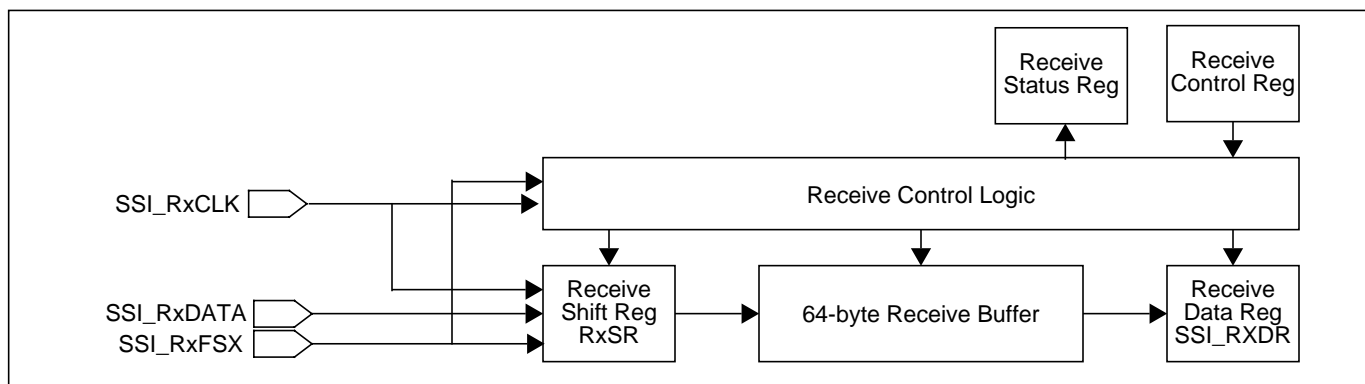 Receive
Status Reg
Receive
Control Reg
SSI_RxCLK
Receive Control Logic
SSI_RxDATA
SSI_RxFSX
Receive
Shift Reg
RxSR
64-byte Receive Buffer
Receive
Data Reg
SSI_RXDR